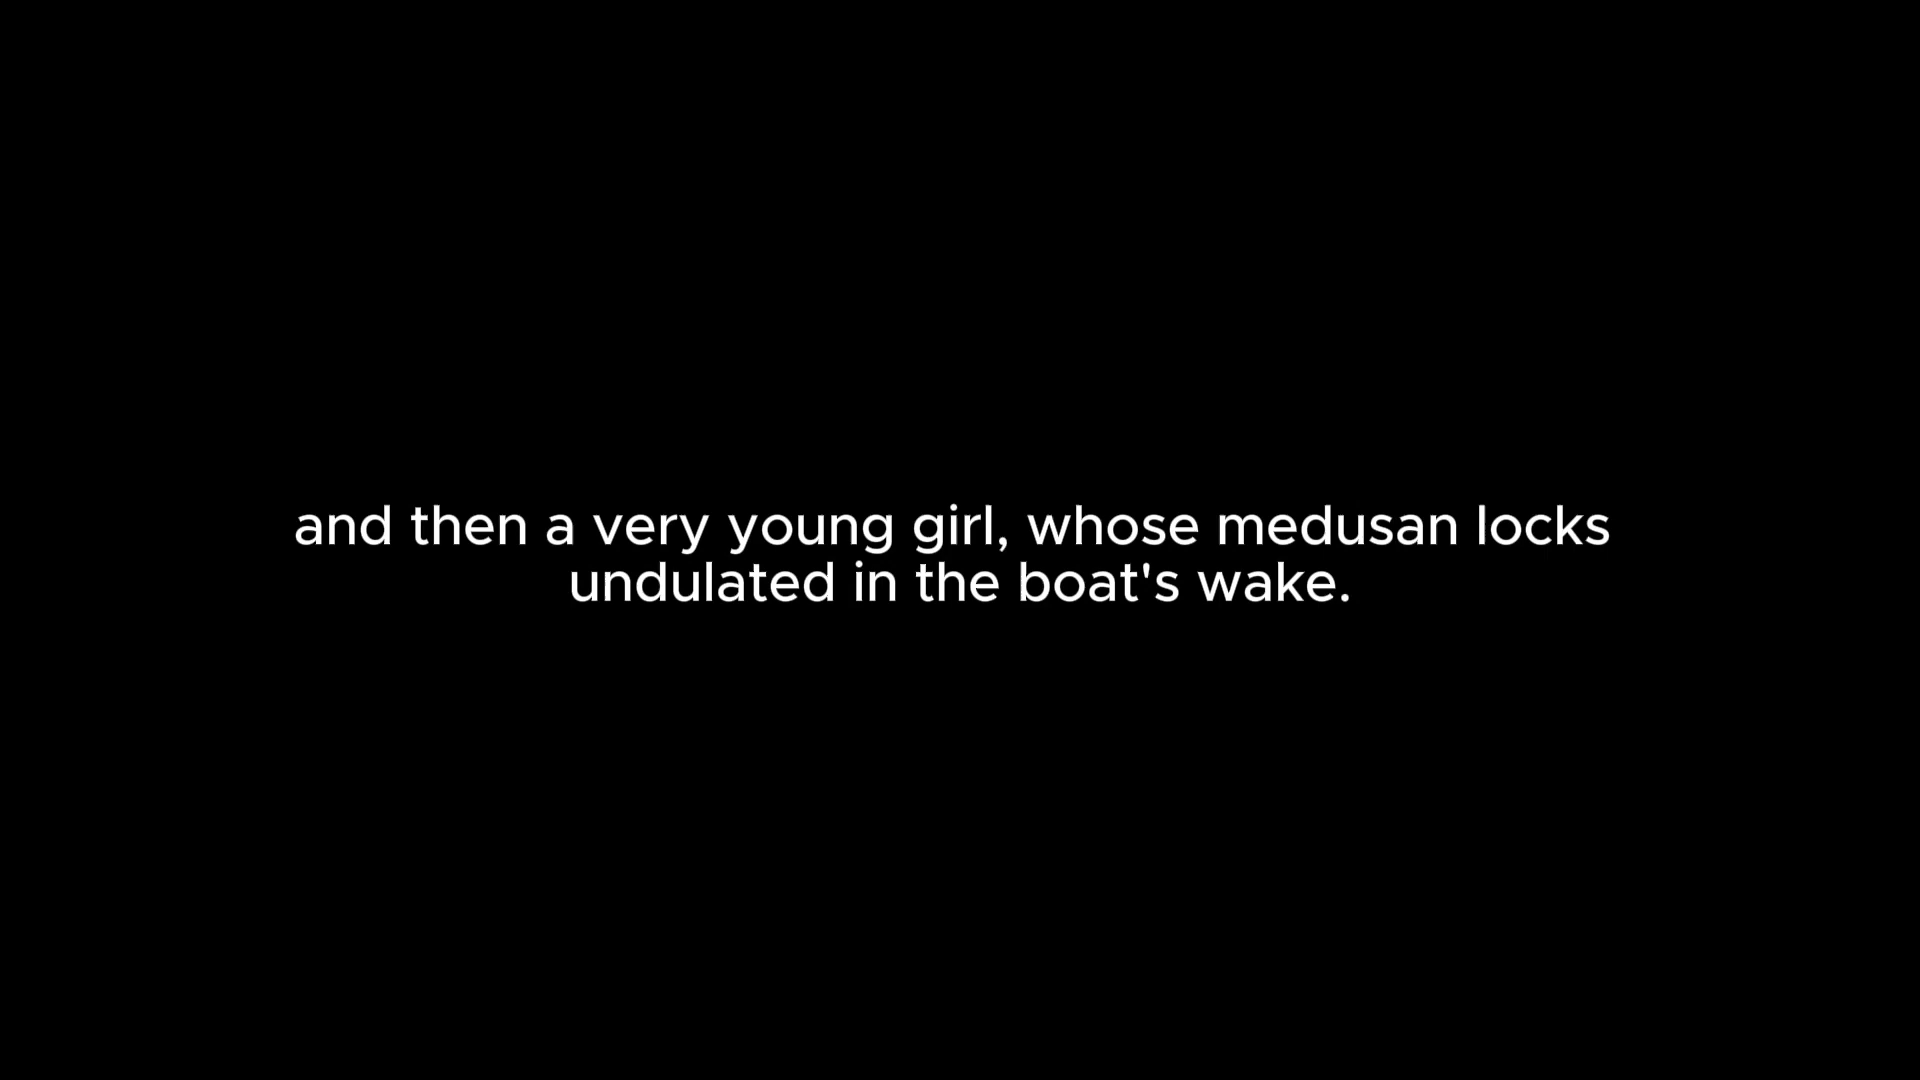 and then a very young girl, whose medusan locks
undulated in the boat's wake.